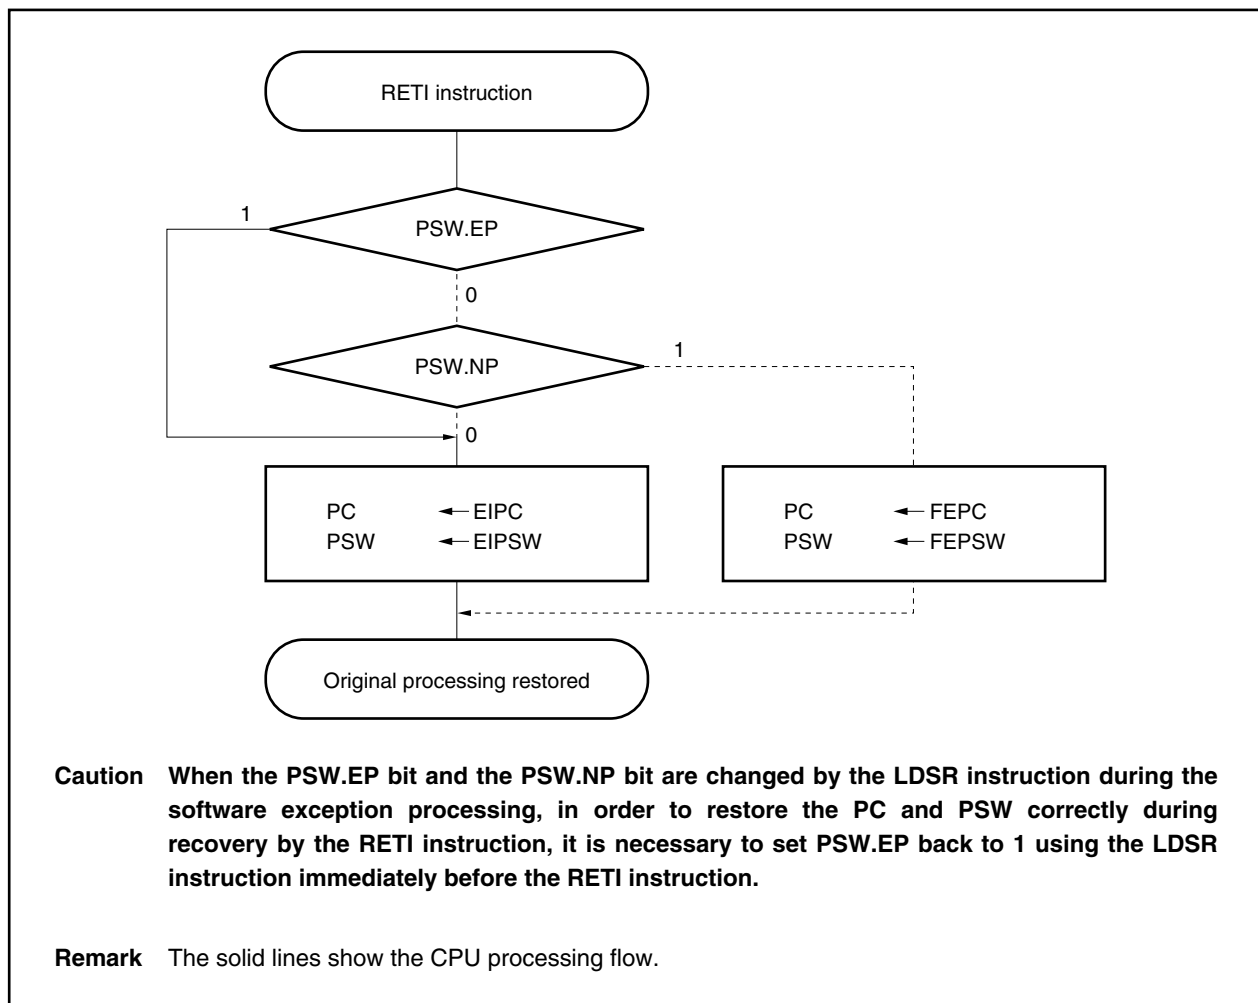 RETI instruction
1
PSW.EP
0
1
PSW.NP
0
PC ← EIPC
PSW ← EIPSW
PC ← FEPC
PSW ← FEPSW
Original processing restored
Caution When the PSW.EP bit and the PSW.NP bit are changed by the LDSR instruction during the
software exception processing, in order to restore the PC and PSW correctly during
recovery by the RETI instruction, it is necessary to set PSW.EP back to 1 using the LDSR
instruction immediately before the RETI instruction.
Remark The solid lines show the CPU processing flow.